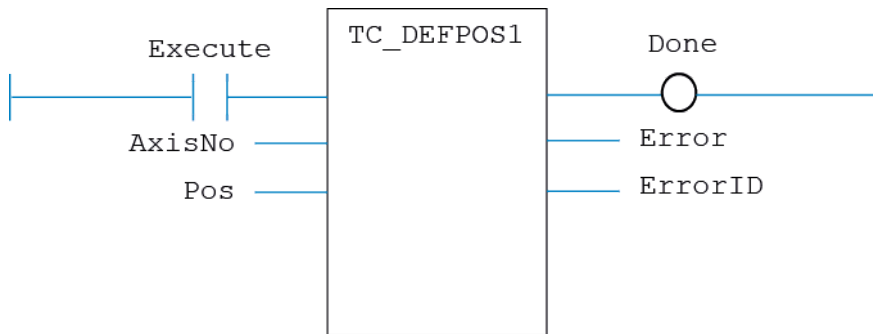 TC_DEFPOS1
Execute
Done
AxisNo
Error
Pos
ErrorID